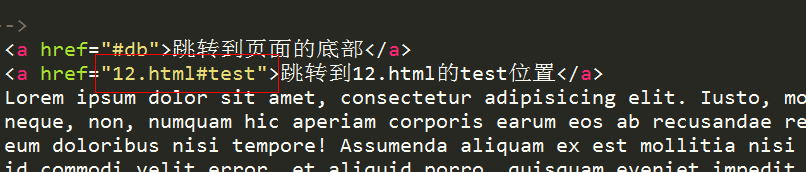 -->
<a href="#db">跳转到页面的底部</a>
<a href="12.html#test">跳转到12.html的test位置</a>
Lorem ipsum dolor sit amet, consectetur adipisicing elit. Iusto, mo
neque, non, numquam hic aperiam corporis earum eos ab recusandae re
eum doloribus nisi tempore! Assumenda aliquam ex est mollitia nisi
id commodi velit error, et aliquid porro, quisquam eveniet impedit